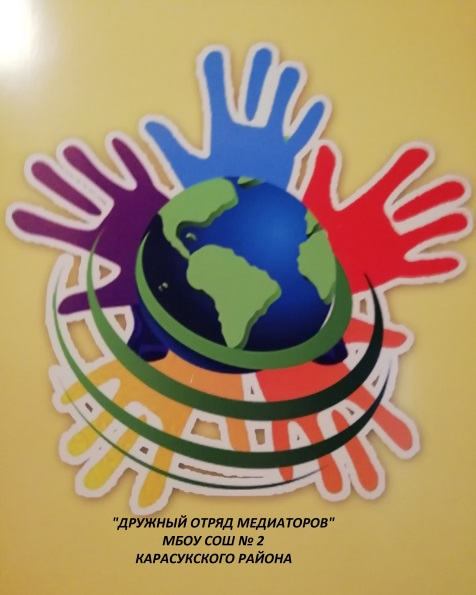 "ДРУЖНЫЙ ОТРЯД МЕДИАТОРОВ"
МБОУ СОШ № 2
КАРАСУКСКОГО РАЙОНА